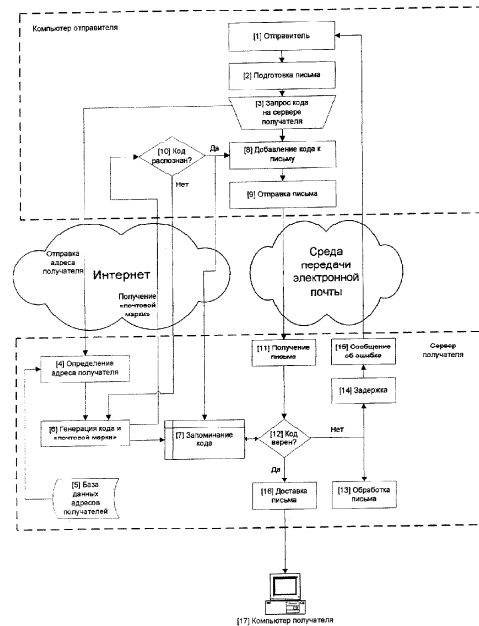 Компьютер отправителя
[1] Отправитель
[2] Подготовка письма
[3] Запрос кода
на сервере
получателя
[10] Код
распознан?
Да
[8] Добавление кода к
письму
Нет
[9] Отправка письма
Отправка
адреса
получателя
Интернет
Получение
«почтовой
марки»
Среда
передачи
электронной
почты
[11] Получение
письма
[15] Сообщение
об ошибке
Сервер
получателя
[4] Определение
адреса получателя
[14] Задержка
[6] Генерация кода и
«почтовой марки»
[7] Запоминание
кода
[12] Код
верен?
Нет
Да
[5] База
данных
адресов
получателей
[16] Доставка
письма
[13] Обработка
письма
[17] Компьютер получателя